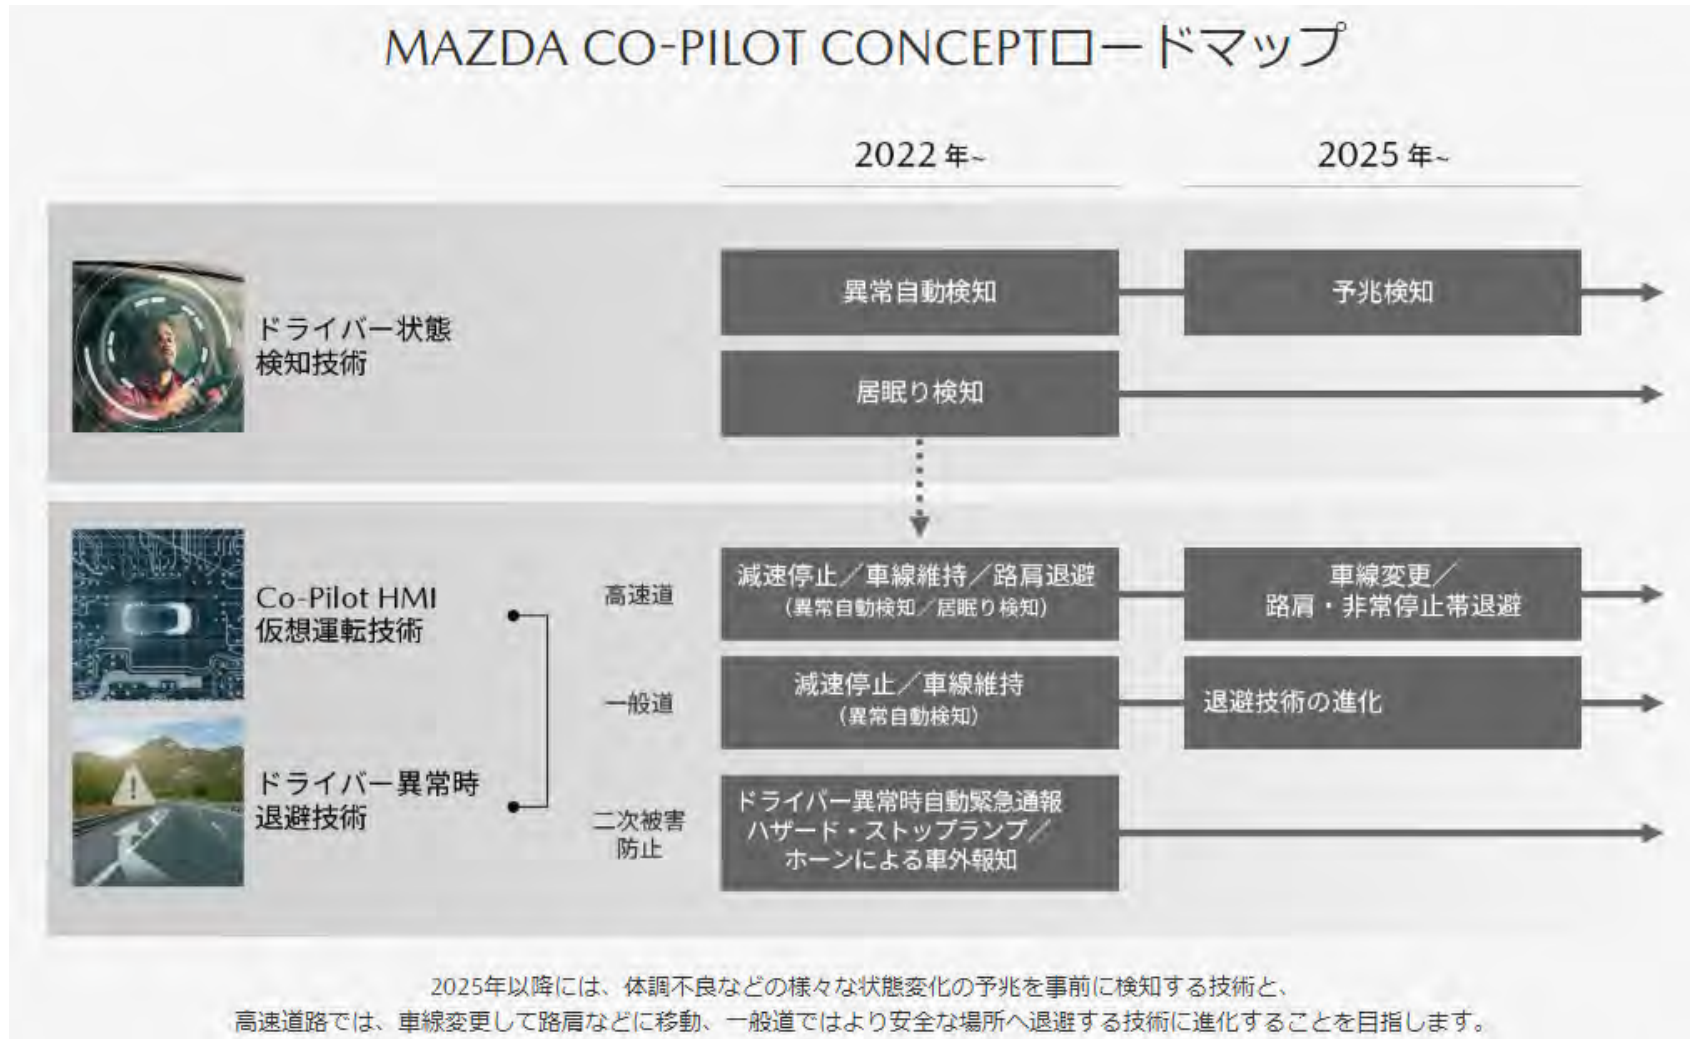 MAZDA CO-PILOT CONCEPTロードマップ
2022 年~
2025 年~
ドライバー状態
検知技術
異常自動検知
予兆検知
居眠り検知
Co-Pilot HMI
仮想運転技術
ドライバー異常時
退避技術
高速道
減速停止／車線維持／路肩退避
（異常自動検知／居眠り検知）
車線変更／
路肩・非常停止帯退避
一般道
減速停止／車線維持
（異常自動検知）
退避技術の進化
二次被害
防止
ドライバー異常時自動緊急通報
ハザード・ストップランプ／
ホーンによる車外報知
2025年以降には、体調不良などの様々な状態変化の予兆を事前に検知する技術と、
高速道路では、車線変更して路肩などに移動、一般道ではより安全な場所へ退避する技術に進化することを目指します。